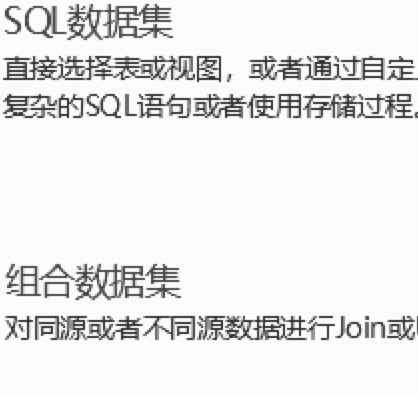 SQL数据集
直接选择表或视图，或者通过自定
复杂的SQL语句或者使用存储过程
组合数据集
对同源或者不同源数据进行Join或